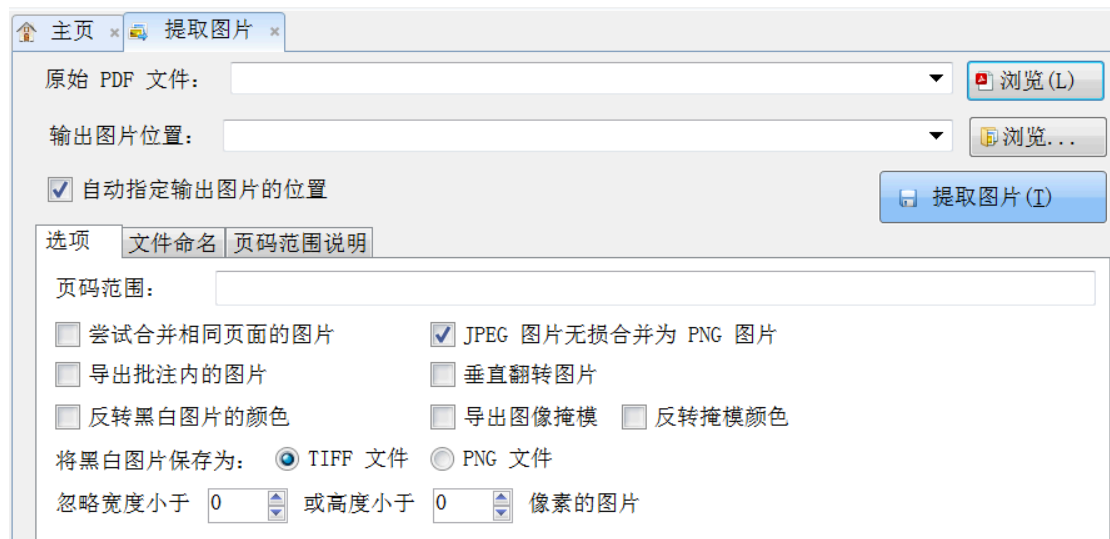 主页 提取图片
原始 PDF 文件： 浏览(L)
输出图片位置： 浏览...
自动指定输出图片的位置 提取图片(T)
选项 文件命名 页码范围说明
页码范围：
尝试合并相同页面的图片 JPEG 图片无损合并为 PNG 图片
导出批注内的图片 垂直翻转图片
反转黑白图片的颜色 导出图像掩模 反转掩模颜色
将黑白图片保存为： TIFF 文件 PNG 文件
忽略宽度小于 0 或高度小于 0 像素的图片